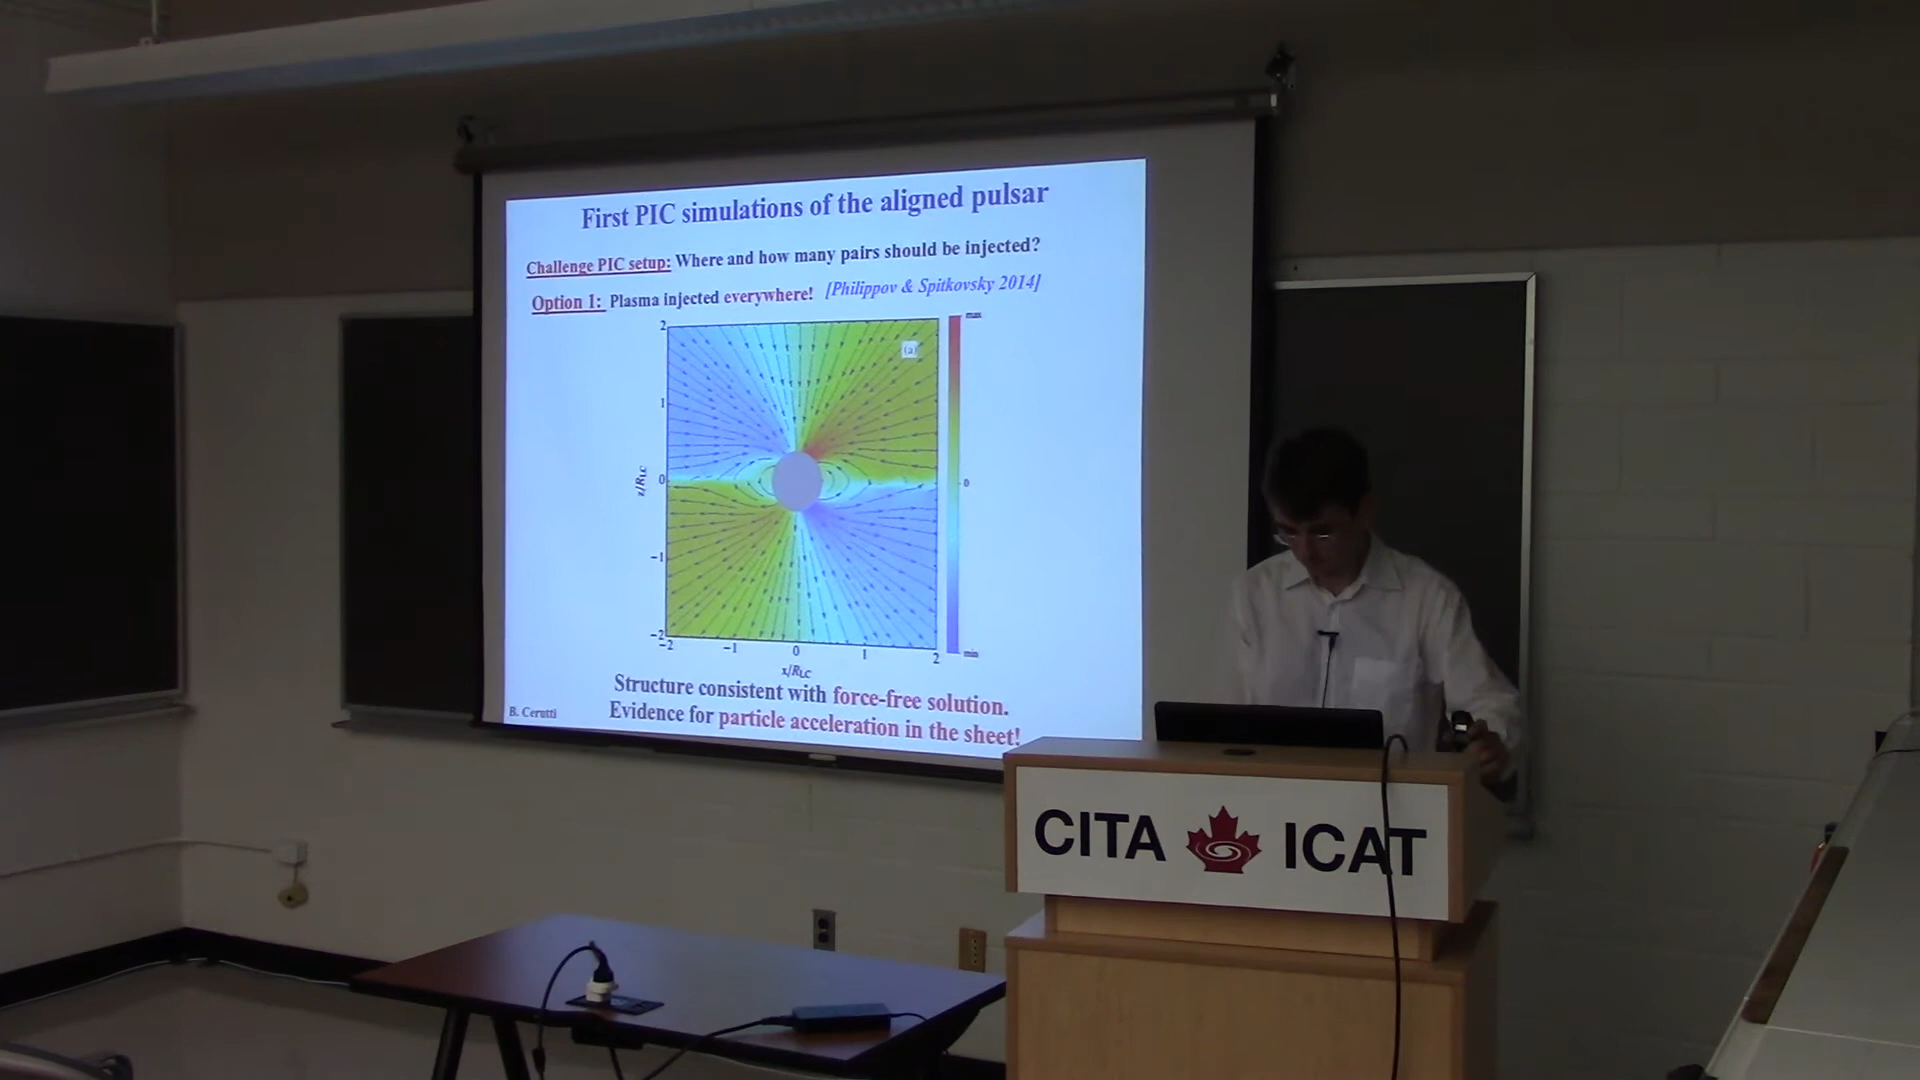 First PIC simulations of the aligned pulsar
Challenge PIC setup: Where and how many pairs should be injected?
Option 1: Plasma injected everywhere! [Philippov & Spitkovsky 2014]
2
1
0
−1
−2
z/RLC
(a)
max
0
min
−2
−1
0
1
2
x/RLC
Structure consistent with force-free solution.
Evidence for particle acceleration in the sheet!
B. Cerutti
CITA ICAT